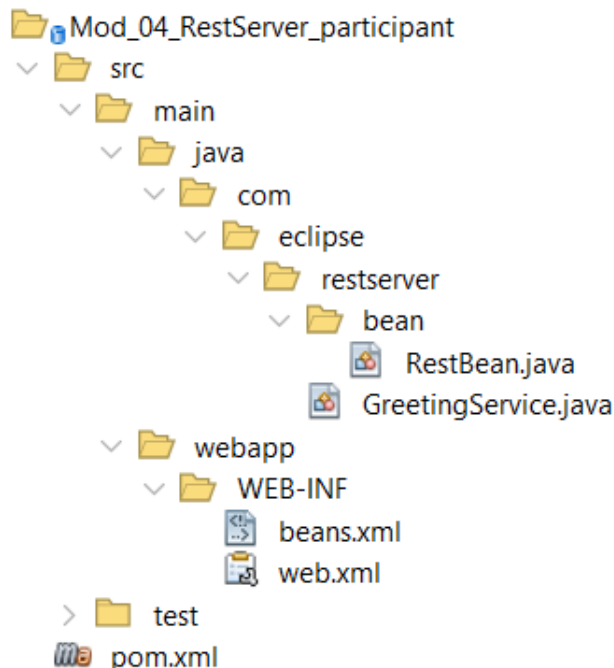 Mod_04_RestServer_participant
src
main
java
com
eclipse
restserver
bean
RestBean.java
GreetingService.java
webapp
WEB-INF
beans.xml
web.xml
test
pom.xml